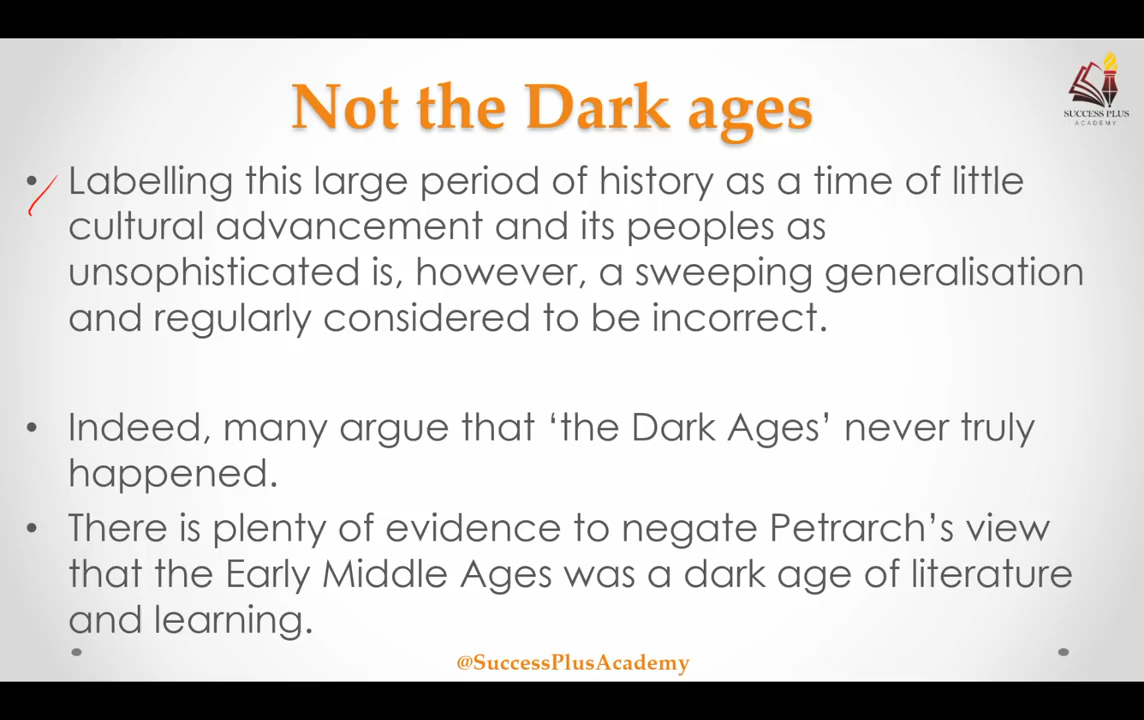 Not the Dark ages
SUCCESS PLUS
ACADEMY
• Labelling this large period of history as a time of little
cultural advancement and its peoples as
unsophisticated is, however, a sweeping generalisation
and regularly considered to be incorrect.
• Indeed, many argue that ‘the Dark Ages’ never truly
happened.
• There is plenty of evidence to negate Petrarch’s view
that the Early Middle Ages was a dark age of literature
and learning.
@SuccessPlusAcademy